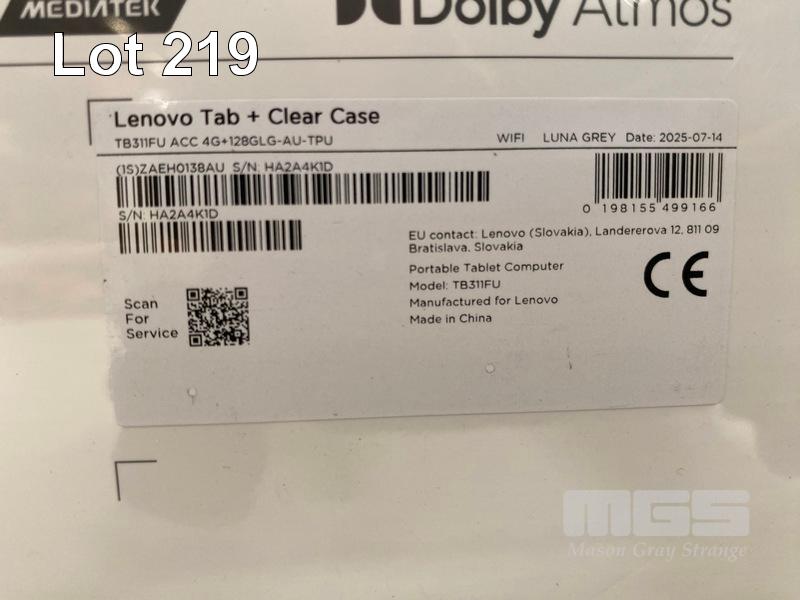 MEDIATEK
Dolby Atmos
Lot 219
Lenovo Tab + Clear Case
TB311FU ACC 4G+128GLG-AU-TPU WIFI LUNA GREY Date: 2025-07-14
(1S)ZAEH0138AU S/N: HA2A4K1D
0 198155 499166
S/N: HA2A4K1D
EU contact: Lenovo (Slovakia), Landererova 12, 811 09
Bratislava, Slovakia
Portable Tablet Computer
Model: TB311FU
Manufactured for Lenovo
Made in China
CE
Scan
For
Service
MGS
Mason Gray Strange